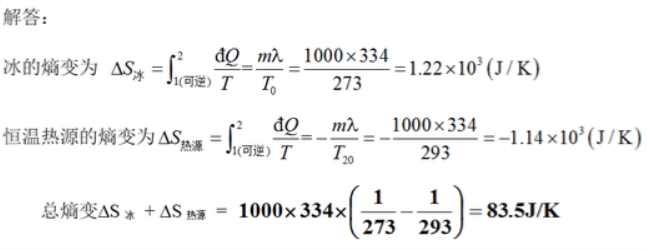 解答：
冰的熵变为 ΔS冰 = ∫1(可逆)2 đQ/T = mλ/T0 = 1000×334/273 = 1.22×10³ (J/K)
恒温热源的熵变为ΔS热源 = ∫1(可逆)2 đQ/T = − mλ/T20 = − 1000×334/293 = −1.14×10³ (J/K)
总熵变ΔS 冰 + ΔS 热源 = 1000×334×(1/273 − 1/293) = 83.5J/K